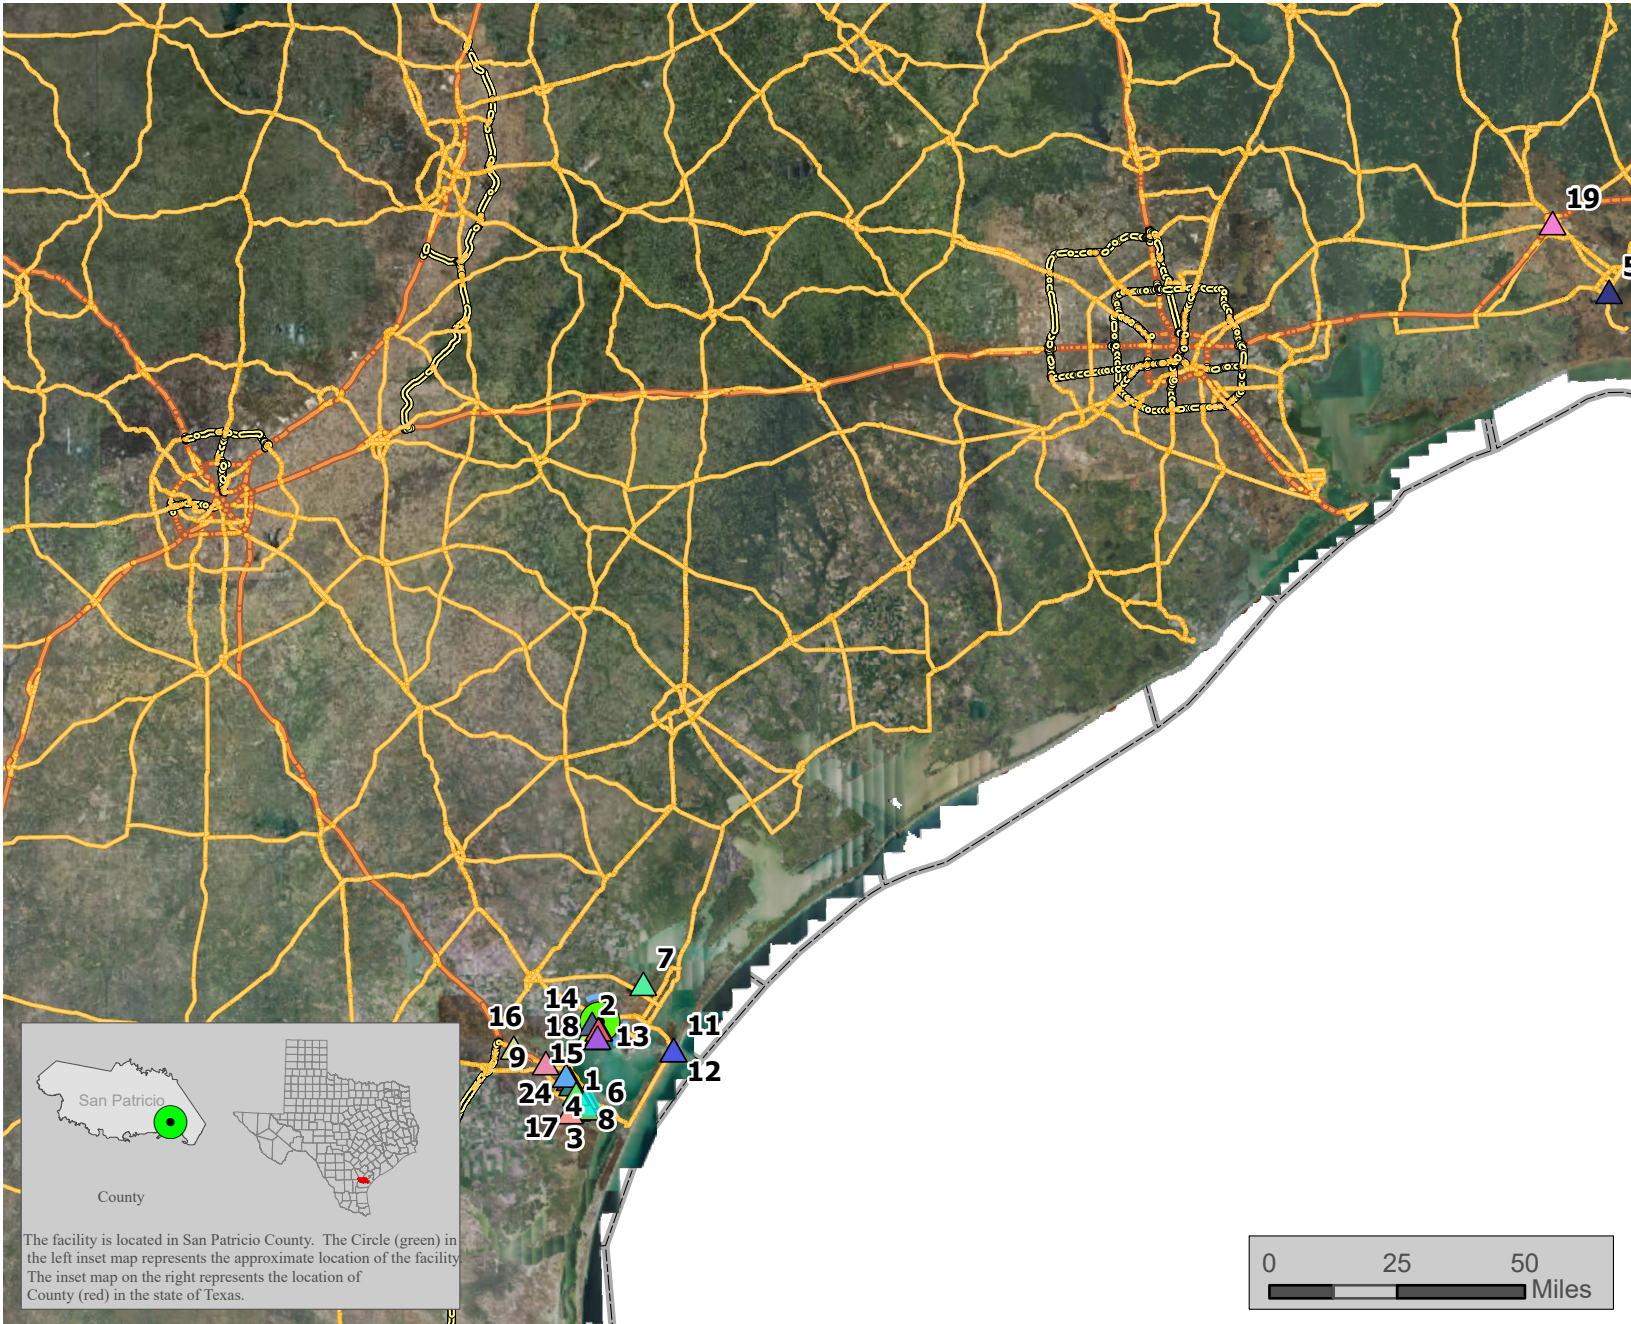 19
5
7
14
2
16
18
13
11
9
15
12
24
1
6
4
8
17
3
San Patricio
County
The facility is located in San Patricio County.  The Circle (green) in
the left inset map represents the approximate location of the facility.
The inset map on the right represents the location of
County (red) in the state of Texas.
0 25 50
Miles